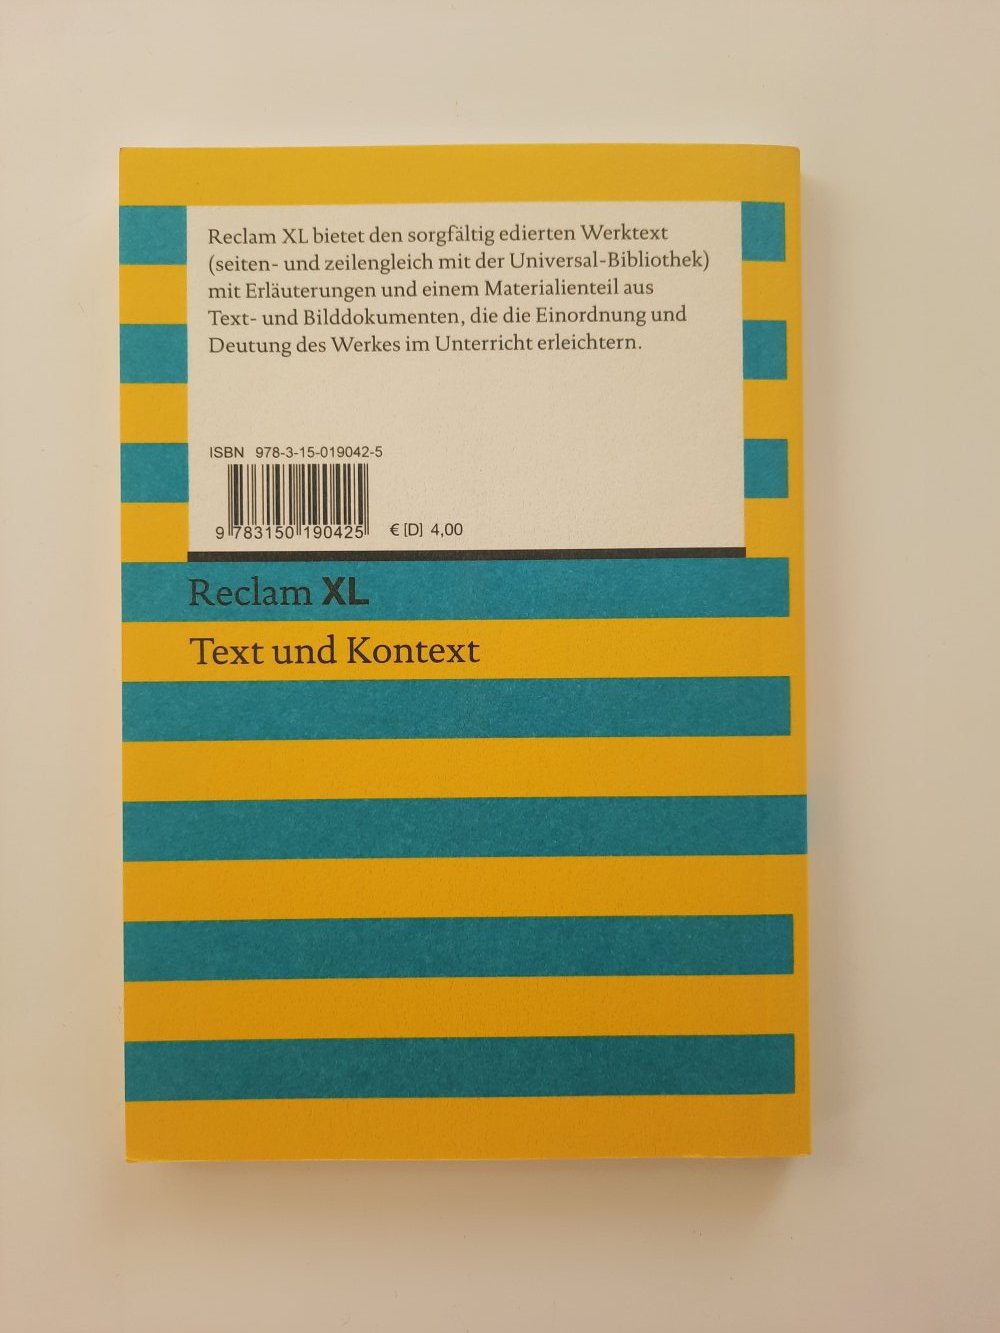 Reclam XL bietet den sorgfältig edierten Werktext
(seiten- und zeilengleich mit der Universal-Bibliothek)
mit Erläuterungen und einem Materialienteil aus
Text- und Bilddokumenten, die die Einordnung und
Deutung des Werkes im Unterricht erleichtern.
ISBN 978-3-15-019042-5
9 783150 190425 € [D] 4,00
Reclam XL
Text und Kontext